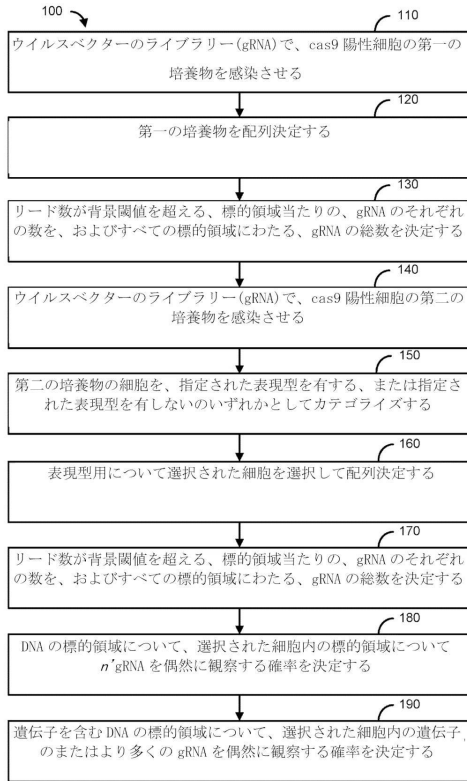 100
110
ウイルスベクターのライブラリー(gRNA)で、cas9 陽性細胞の第一の
培養物を感染させる
120
第一の培養物を配列決定する
130
リード数が背景閾値を超える、標的領域当たりの、gRNA のそれぞれ
の数を、およびすべての標的領域にわたる、gRNA の総数を決定する
140
ウイルスベクターのライブラリー(gRNA)で、cas9 陽性細胞の第二の
培養物を感染させる
150
第二の培養物の細胞を、指定された表現型を有する、または指定
された表現型を有しないのいずれかとしてカテゴライズする
160
表現型用について選択された細胞を選択して配列決定する
170
リード数が背景閾値を超える、標的領域当たりの、gRNA のそれぞれ
の数を、およびすべての標的領域にわたる、gRNA の総数を決定する
180
DNA の標的領域について、選択された細胞内の標的領域について
n'gRNA を偶然に観察する確率を決定する
190
遺伝子を含む DNA の標的領域について、選択された細胞内の遺伝子
のまたはより多くの gRNA を偶然に観察する確率を決定する